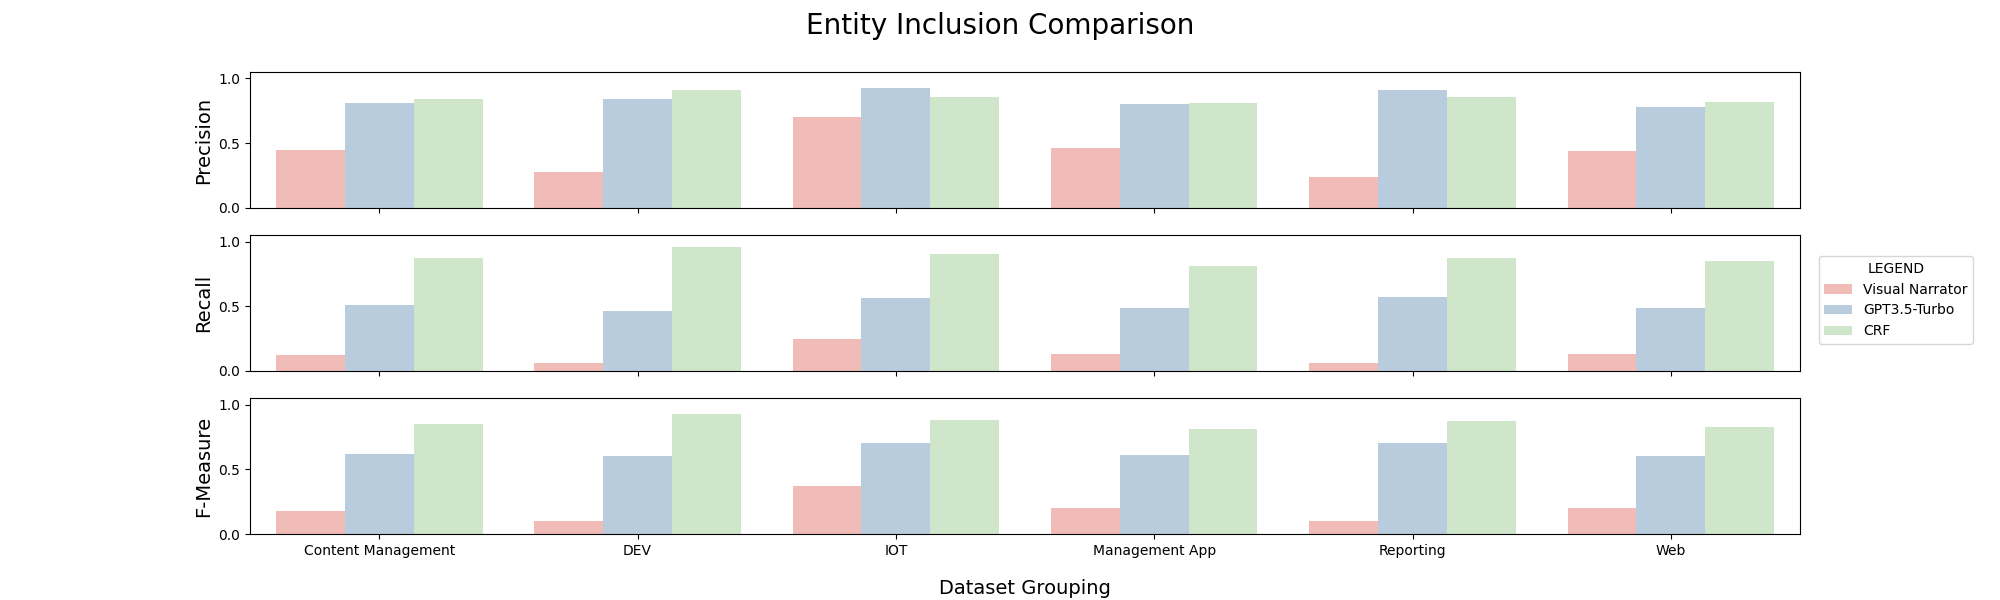 Entity Inclusion Comparison
Precision
1.0
0.5
0.0
Recall
1.0
0.5
0.0
F-Measure
1.0
0.5
0.0
Content Management
DEV
IOT
Management App
Reporting
Web
Dataset Grouping
LEGEND
Visual Narrator
GPT3.5-Turbo
CRF